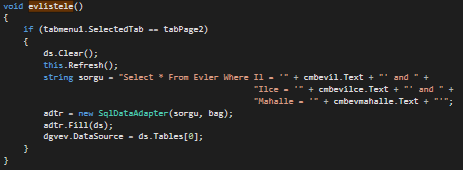 void evlistele()
{
if (tabmenu1.SelectedTab == tabPage2)
{
ds.Clear();
this.Refresh();
string sorgu = "Select * From Evler Where Il = '" + cmbevil.Text + "' and " +
"Ilce = '" + cmbevilce.Text + "' and " +
"Mahalle = '" + cmbevmahalle.Text + "'";
adtr = new SqlDataAdapter(sorgu, bag);
adtr.Fill(ds);
dgvev.DataSource = ds.Tables[0];
}
}